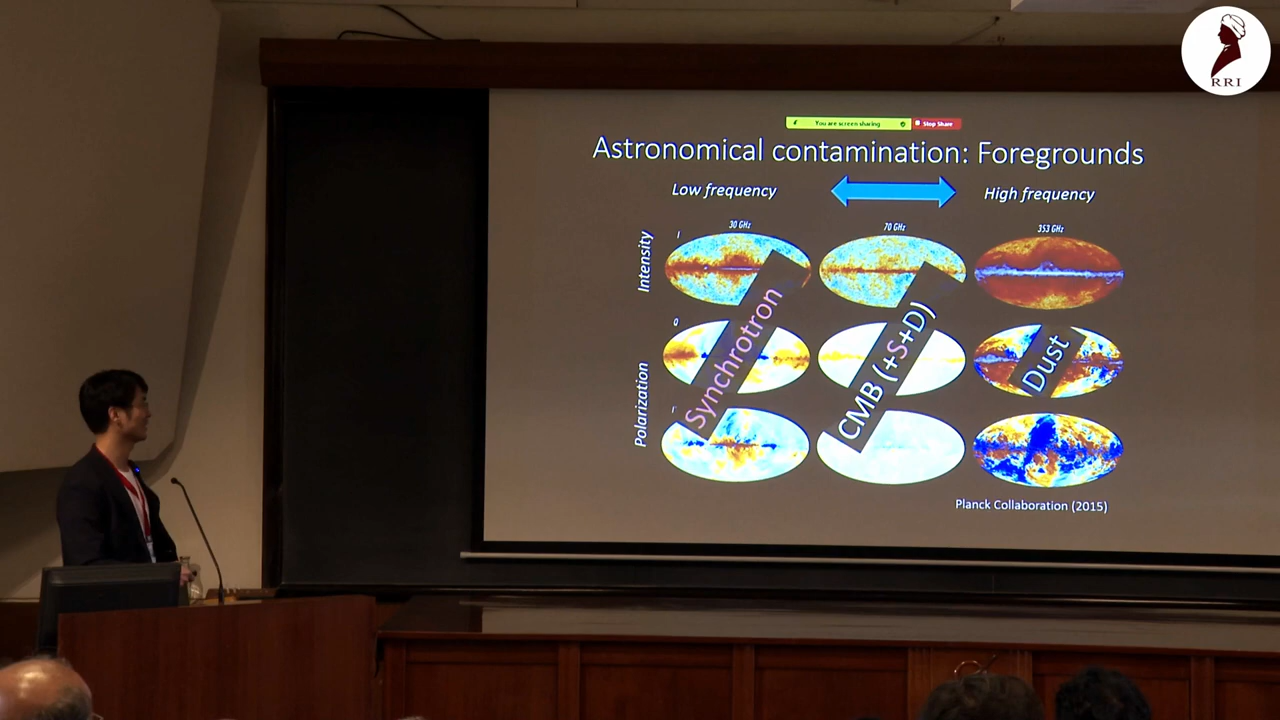 RRI
You are screen sharing
Stop Share
Astronomical contamination: Foregrounds
Low frequency
High frequency
30 GHz
70 GHz
353 GHz
I
Intensity
Q
Polarization
Synchrotron
CMB (+S+D)
Dust
Planck Collaboration (2015)